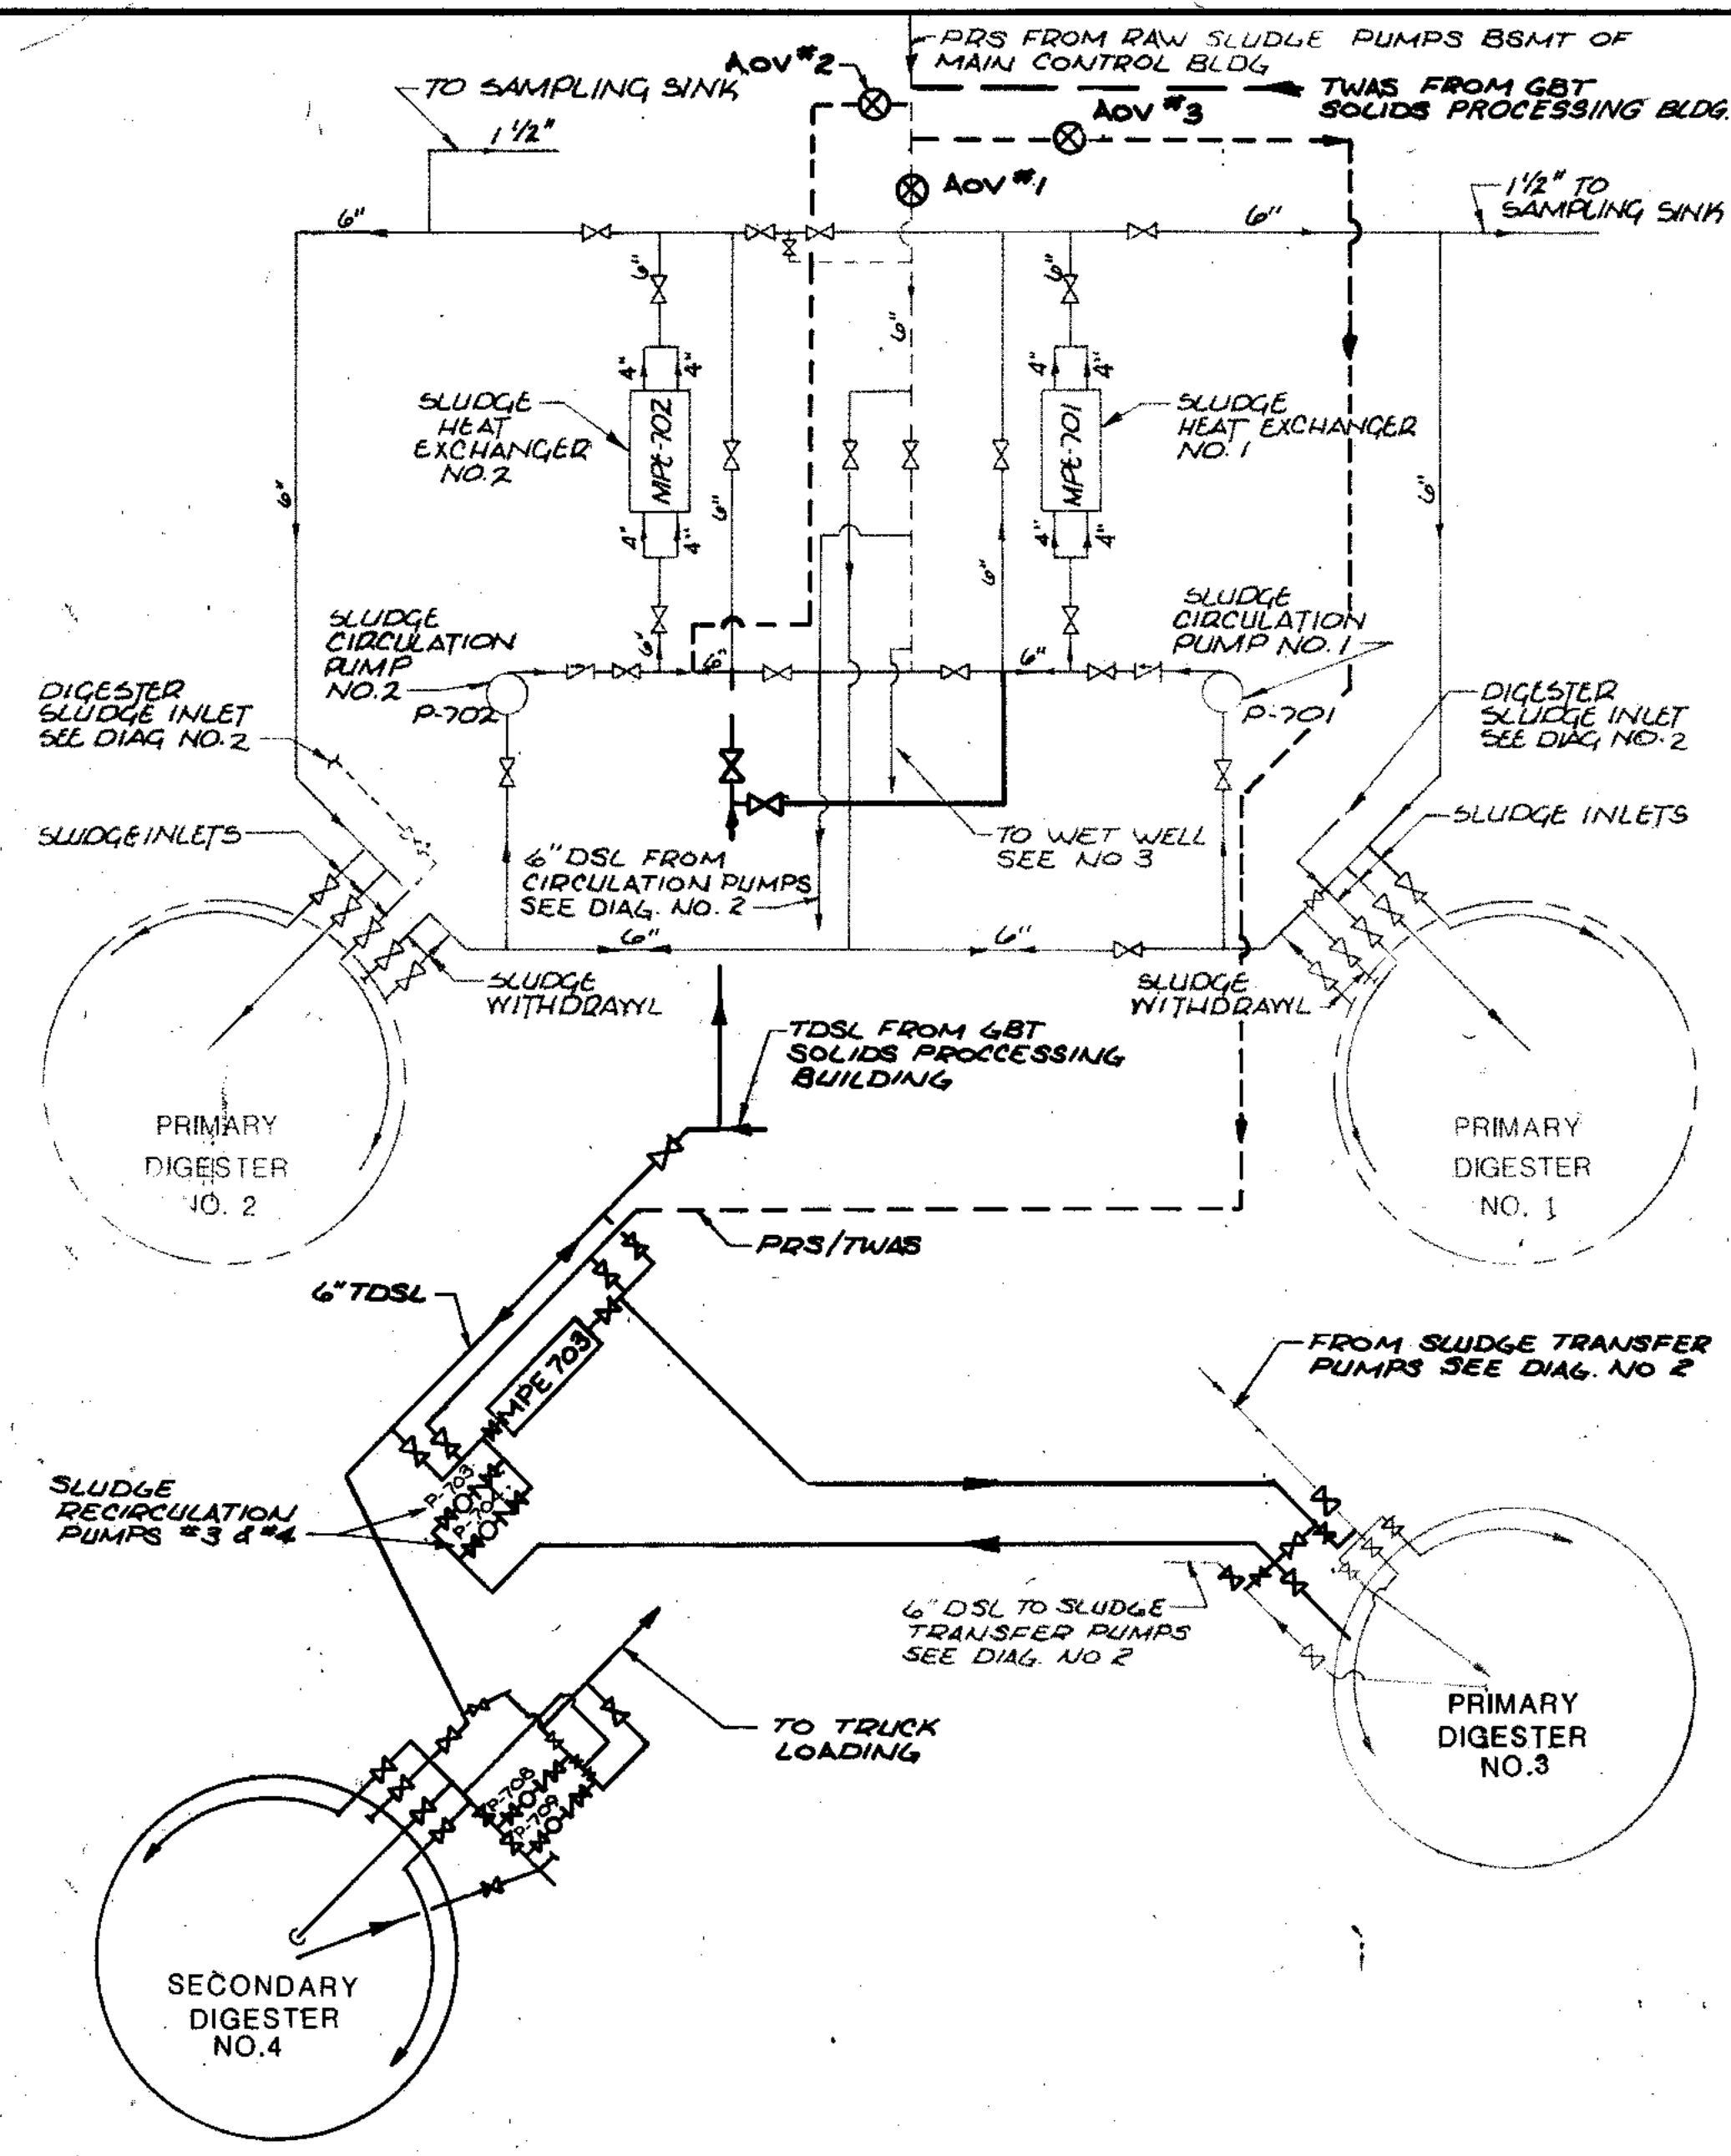 PRS FROM RAW SLUDGE PUMPS BSMT OF
MAIN CONTROL BLDG
AOV #2
TO SAMPLING SINK
TWAS FROM GBT
SOLIDS PROCESSING BLDG.
AOV #3
1 1/2"
AOV #1
1 1/2" TO
SAMPLING SINK
6"
6"
6"
6"
6"
4"
4"
4"
4"
SLUDGE
HEAT
EXCHANGER
NO.2
MPE-702
MPE-701
SLUDGE
HEAT EXCHANGER
NO. 1
6"
6"
6"
4"
4"
4"
4"
6"
SLUDGE
CIRCULATION
PUMP
NO.2
P-702
6"
6"
6"
SLUDGE
CIRCULATION
PUMP NO. 1
P-701
DIGESTER
SLUDGE INLET
SEE DIAG NO.2
DIGESTER
SLUDGE INLET
SEE DIAG NO.2
SLUDGE INLETS
SLUDGE INLETS
TO WET WELL
SEE NO 3
6" DSL FROM
CIRCULATION PUMPS
SEE DIAG. NO. 2
6"
6"
SLUDGE
WITHDRAWL
SLUDGE
WITHDRAWL
TDSL FROM GBT
SOLIDS PROCCESSING
BUILDING
PRIMARY
DIGESTER
NO. 2
PRIMARY
DIGESTER
NO. 1
PRS/TWAS
6" TDSL
MPE 703
FROM SLUDGE TRANSFER
PUMPS SEE DIAG. NO 2
SLUDGE
RECIRCULATION
PUMPS #3 & #4
P-703
P-704
6" DSL TO SLUDGE
TRANSFER PUMPS
SEE DIAG. NO 2
PRIMARY
DIGESTER
NO.3
TO TRUCK
LOADING
P-708
P-709
SECONDARY
DIGESTER
NO.4